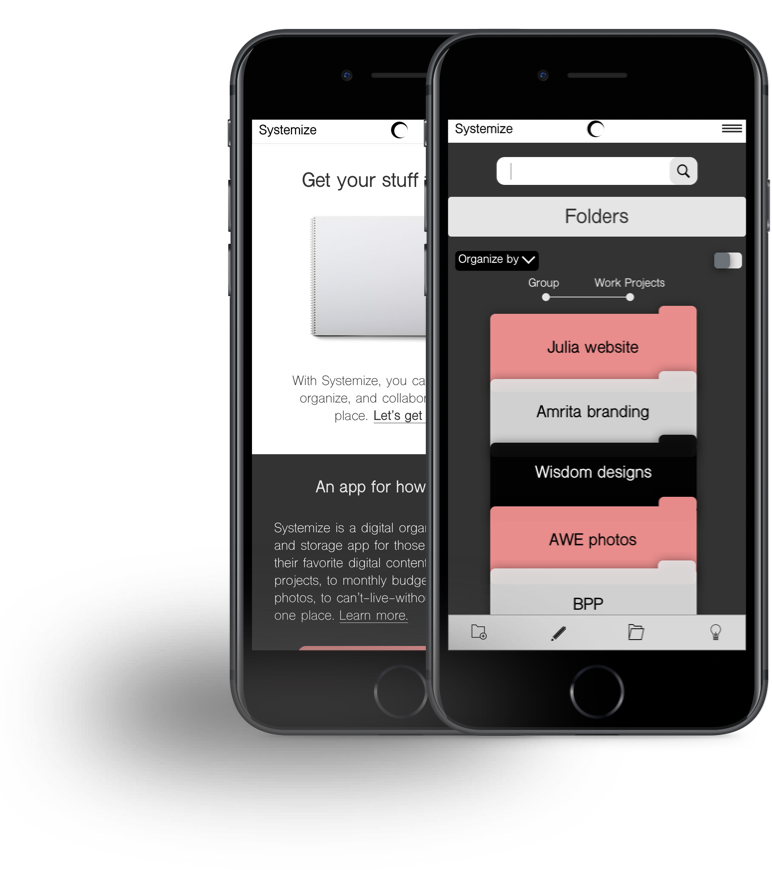 Systemize
Get your stuff
With Systemize, you ca
organize, and collabor
place. Let's get
An app for how
Systemize is a digital orga
and storage app for those
their favorite digital content
projects, to monthly budge
photos, to can't-live-witho
one place. Learn more.
Systemize
Folders
Organize by
Group Work Projects
Julia website
Amrita branding
Wisdom designs
AWE photos
BPP